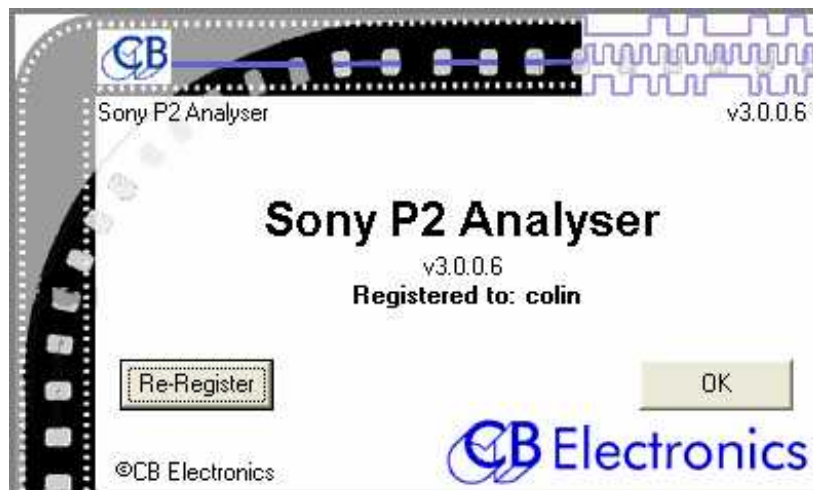 CB
Sony P2 Analyser
v3.0.0.6
Sony P2 Analyser
v3.0.0.6
Registered to: colin
Re-Register
OK
©CB Electronics
CB Electronics